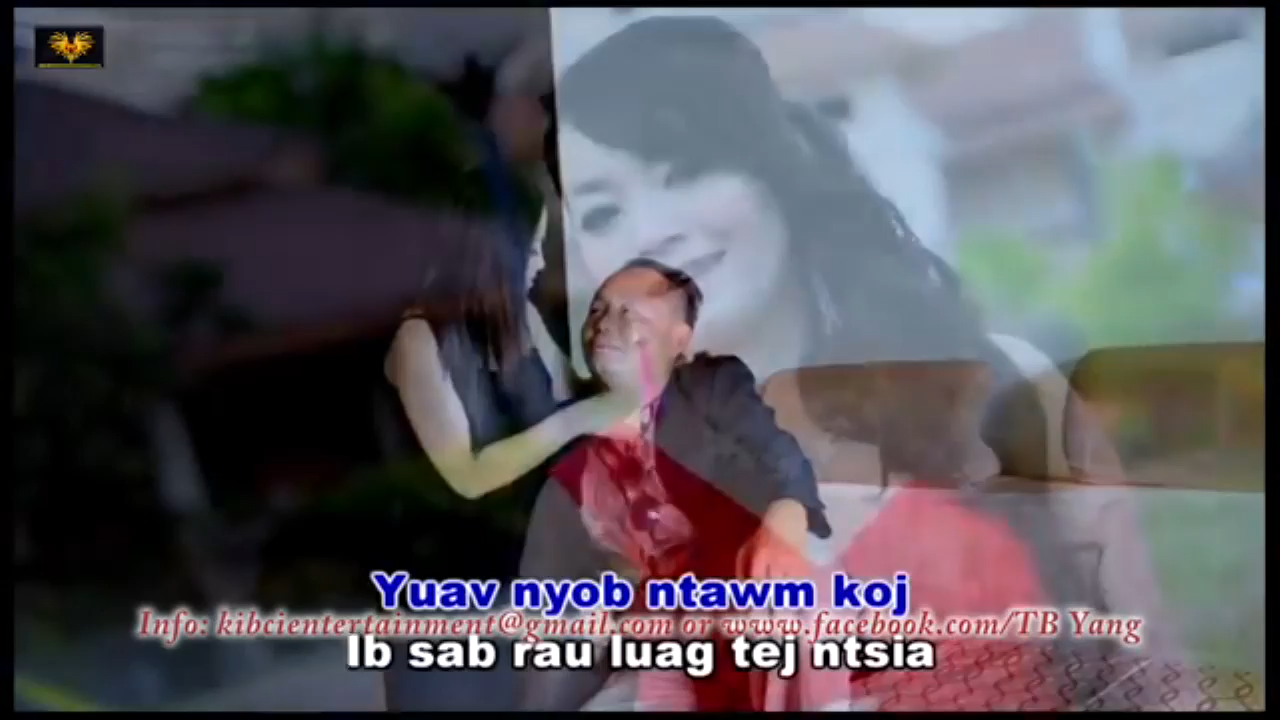 Yuav nyob ntawm koj
Info: kibcientertainment@gmail.com or www.facebook.com/TB Yang
Ib sab rau luag tej ntsia